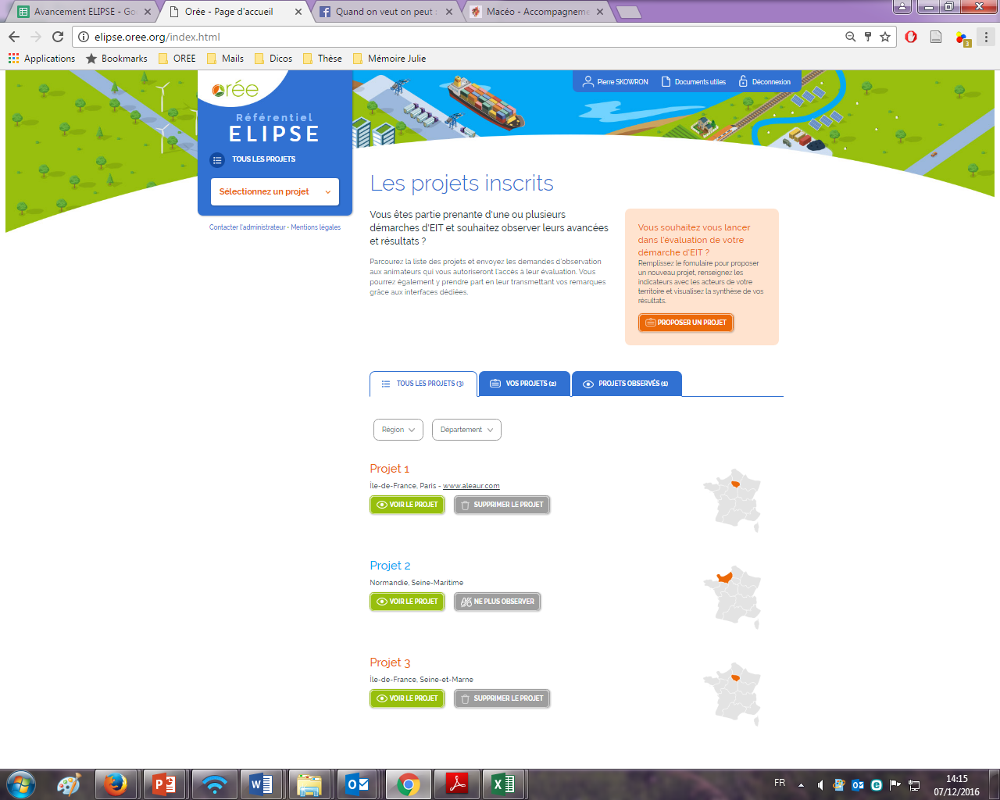 Avancement ELIPSE - Go
Orée - Page d'accueil
Quand on veut on peut :
Macéo - Accompagneme
elipse.oree.org/index.html
3
Applications
Bookmarks
OREE
Mails
Dicos
Thèse
Mémoire Julie
orée
Pierre SKOWRON
Documents utiles
Déconnexion
Référentiel
ELIPSE
TOUS LES PROJETS
Sélectionnez un projet
Contacter l'administrateur • Mentions légales
Les projets inscrits
Vous êtes partie prenante d'une ou plusieurs
démarches d'EIT et souhaitez observer leurs avancées
et résultats ?
Parcourez la liste des projets et envoyez les demandes d'observation
aux animateurs qui vous autoriseront l'accès à leur évaluation. Vous
pourrez également y prendre part en leur transmettant vos remarques
grâce aux interfaces dédiées.
Vous souhaitez vous lancer
dans l'évaluation de votre
démarche d'EIT ?
Remplissez le fomulaire pour proposer
un nouveau projet, renseignez les
indicateurs avec les acteurs de votre
territoire et visualisez la synthèse de vos
résultats.
PROPOSER UN PROJET
TOUS LES PROJETS (3)
VOS PROJETS (2)
PROJETS OBSERVÉS (1)
Région
Département
Projet 1
Île-de-France, Paris - www.aleaur.com
VOIR LE PROJET
SUPPRIMER LE PROJET
Projet 2
Normandie, Seine-Maritime
VOIR LE PROJET
NE PLUS OBSERVER
Projet 3
Île-de-France, Seine-et-Marne
VOIR LE PROJET
SUPPRIMER LE PROJET
FR
14:15
07/12/2016